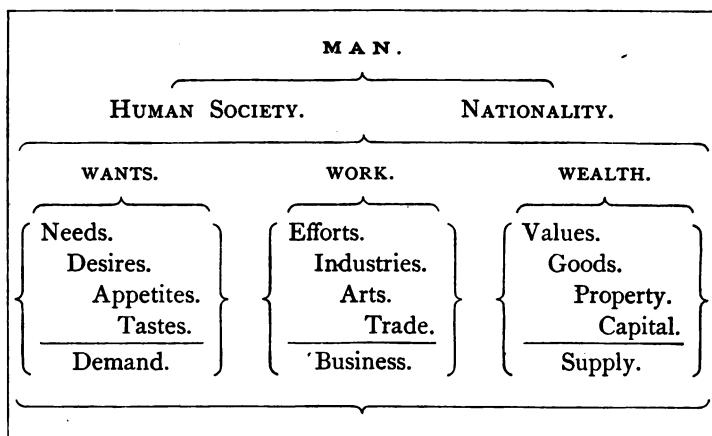 MAN.
HUMAN SOCIETY. NATIONALITY.
WANTS. WORK. WEALTH.
Needs. Efforts. Values.
Desires. Industries. Goods.
Appetites. Arts. Property.
Tastes. Trade. Capital.
Demand. Business. Supply.